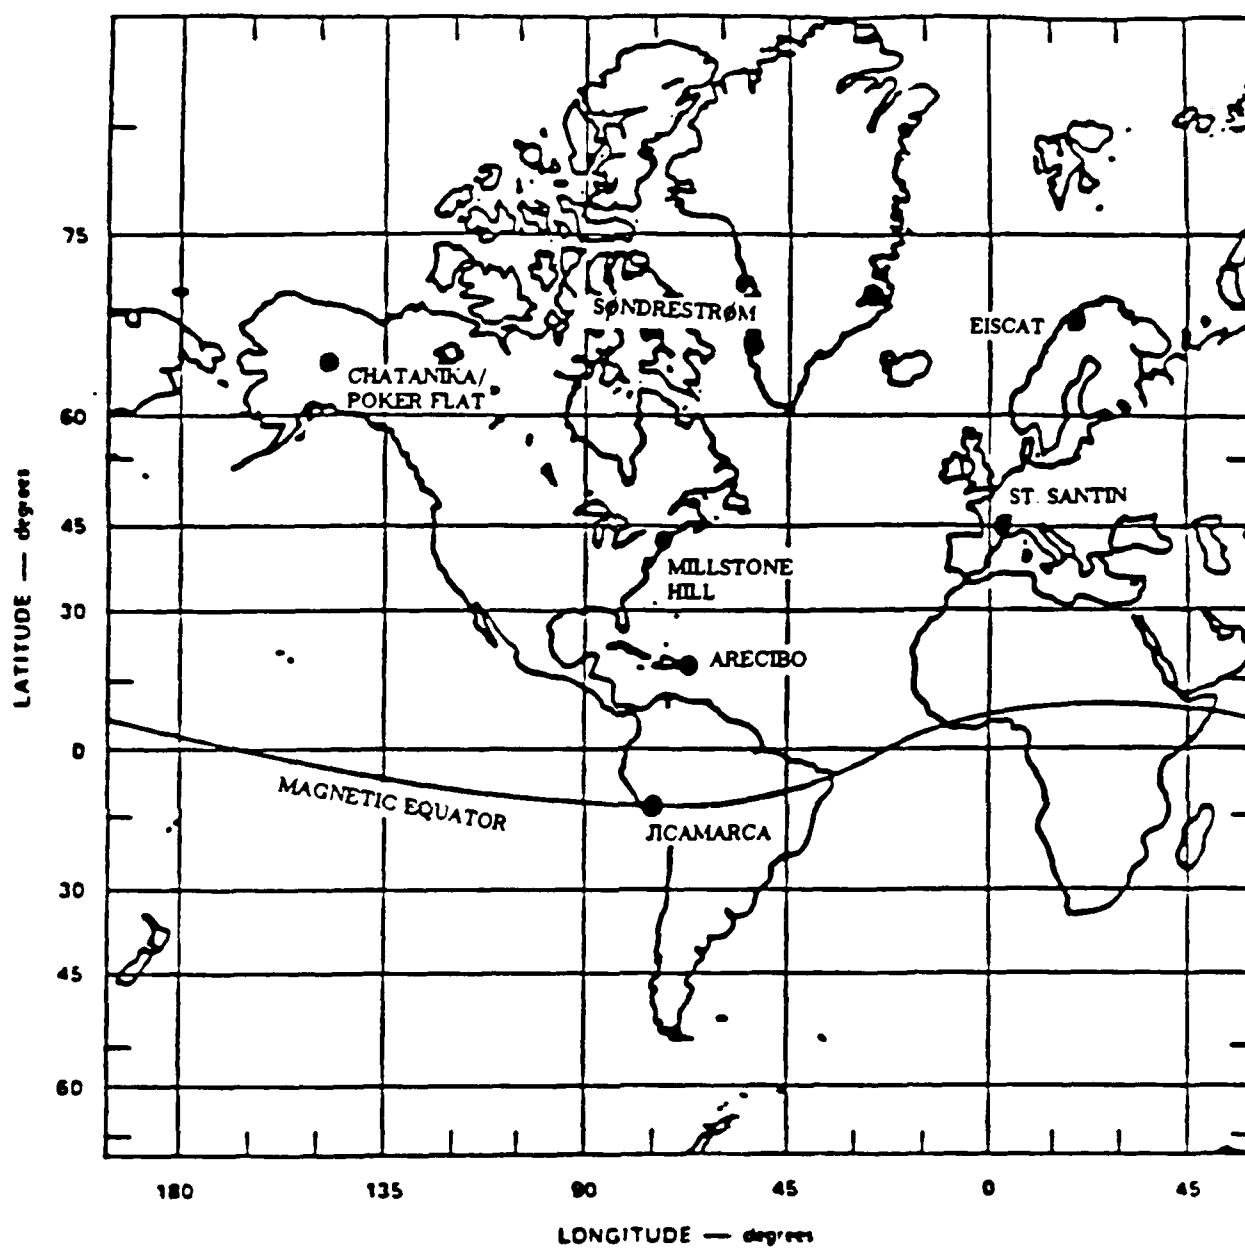 75
SØNDRESTRØM
EISCAT
CHATANIKA/
POKER FLAT
60
ST. SANTIN
45
MILLSTONE
HILL
30
ARECIBO
0
MAGNETIC EQUATOR
JICAMARCA
30
45
60
LATITUDE — degrees
180
135
90
45
0
45
LONGITUDE — degrees